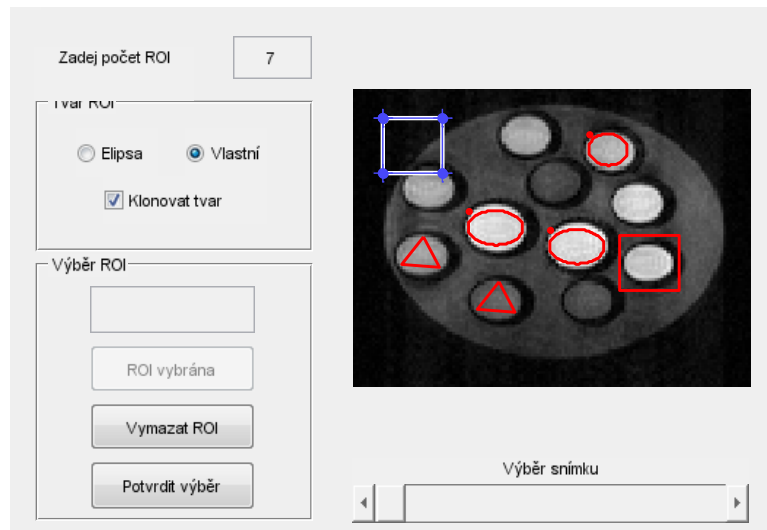 Zadej počet ROI
7
Tvar ROI
Elipsa
Vlastní
Klonovat tvar
Výběr ROI
ROI vybrána
Vymazat ROI
Potvrdit výběr
Výběr snímku